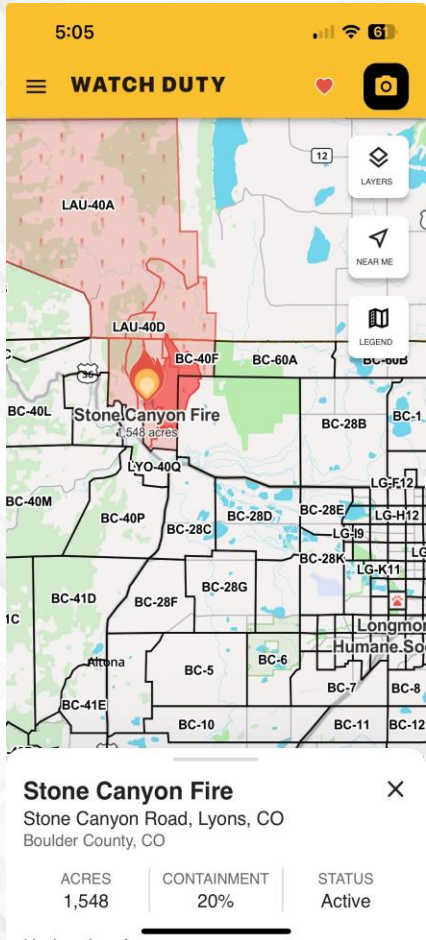 5:05
61
WATCH DUTY
12
LAYERS
LAU-40A
NEAR ME
LAU-40D
LEGEND
BC-40F
BC-60A
BC-60B
36
BC-40L
Stone Canyon Fire
1,548 acres
BC-28B
BC-1
LYO-40Q
LG-F12
BC-40M
BC-40P
BC-28C
BC-28D
BC-28E
LG-H12
LG-I9
BC-28K
LG
LG-K11
BC-41D
BC-28F
BC-28G
1C
Longmon
Humane Soc
Altona
BC-5
BC-6
BC-7
BC-8
BC-41E
BC-10
BC-11
BC-12
Stone Canyon Fire
Stone Canyon Road, Lyons, CO
Boulder County, CO
ACRES
CONTAINMENT
STATUS
1,548
20%
Active